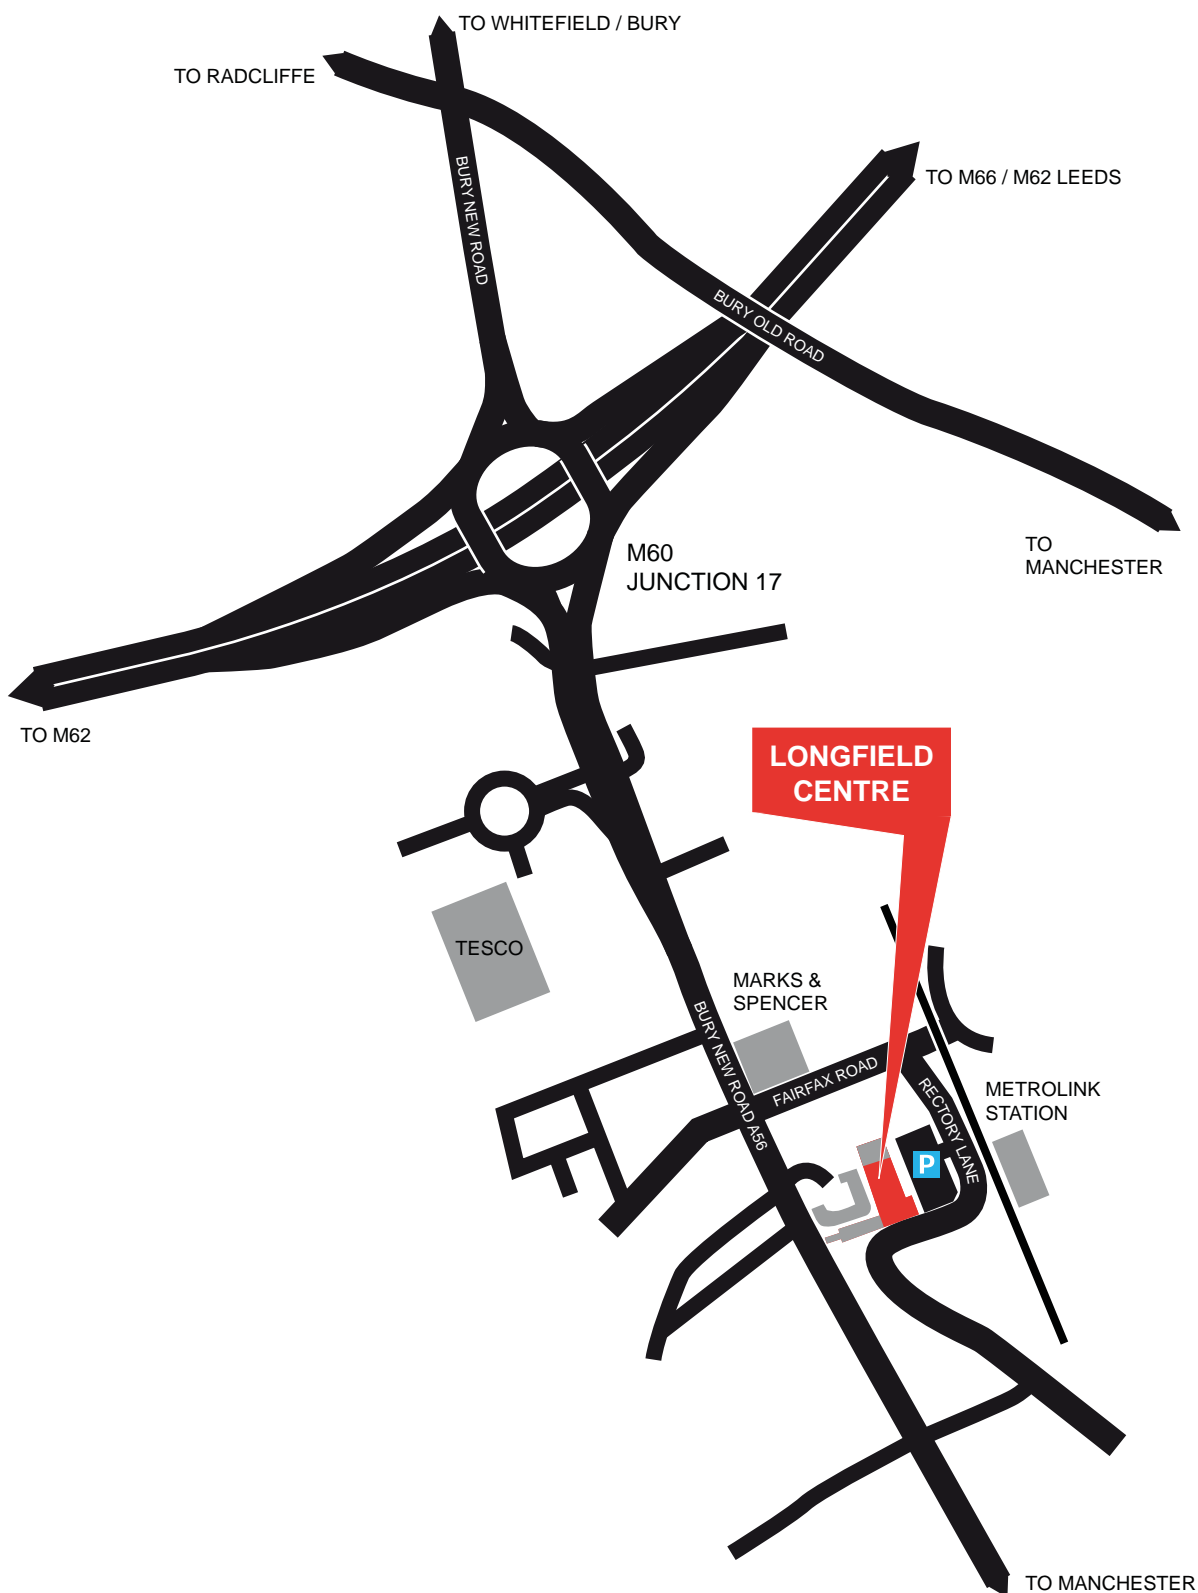 TO WHITEFIELD / BURY
TO RADCLIFFE
BURY NEW ROAD
TO M66 / M62 LEEDS
BURY OLD ROAD
TO
MANCHESTER
M60
JUNCTION 17
TO M62
LONGFIELD
CENTRE
TESCO
MARKS &
SPENCER
BURY NEW ROAD A56
FAIRFAX ROAD
RECTORY LANE
METROLINK
STATION
P
TO MANCHESTER